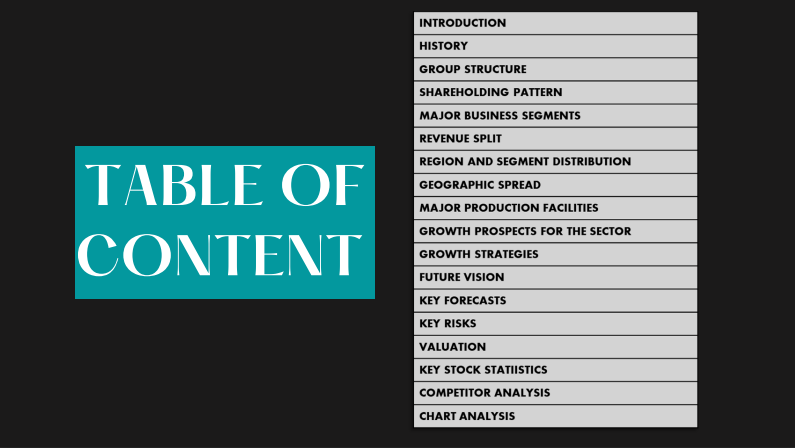 TABLE OF
CONTENT
INTRODUCTION
HISTORY
GROUP STRUCTURE
SHAREHOLDING PATTERN
MAJOR BUSINESS SEGMENTS
REVENUE SPLIT
REGION AND SEGMENT DISTRIBUTION
GEOGRAPHIC SPREAD
MAJOR PRODUCTION FACILITIES
GROWTH PROSPECTS FOR THE SECTOR
GROWTH STRATEGIES
FUTURE VISION
KEY FORECASTS
KEY RISKS
VALUATION
KEY STOCK STATIISTICS
COMPETITOR ANALYSIS
CHART ANALYSIS